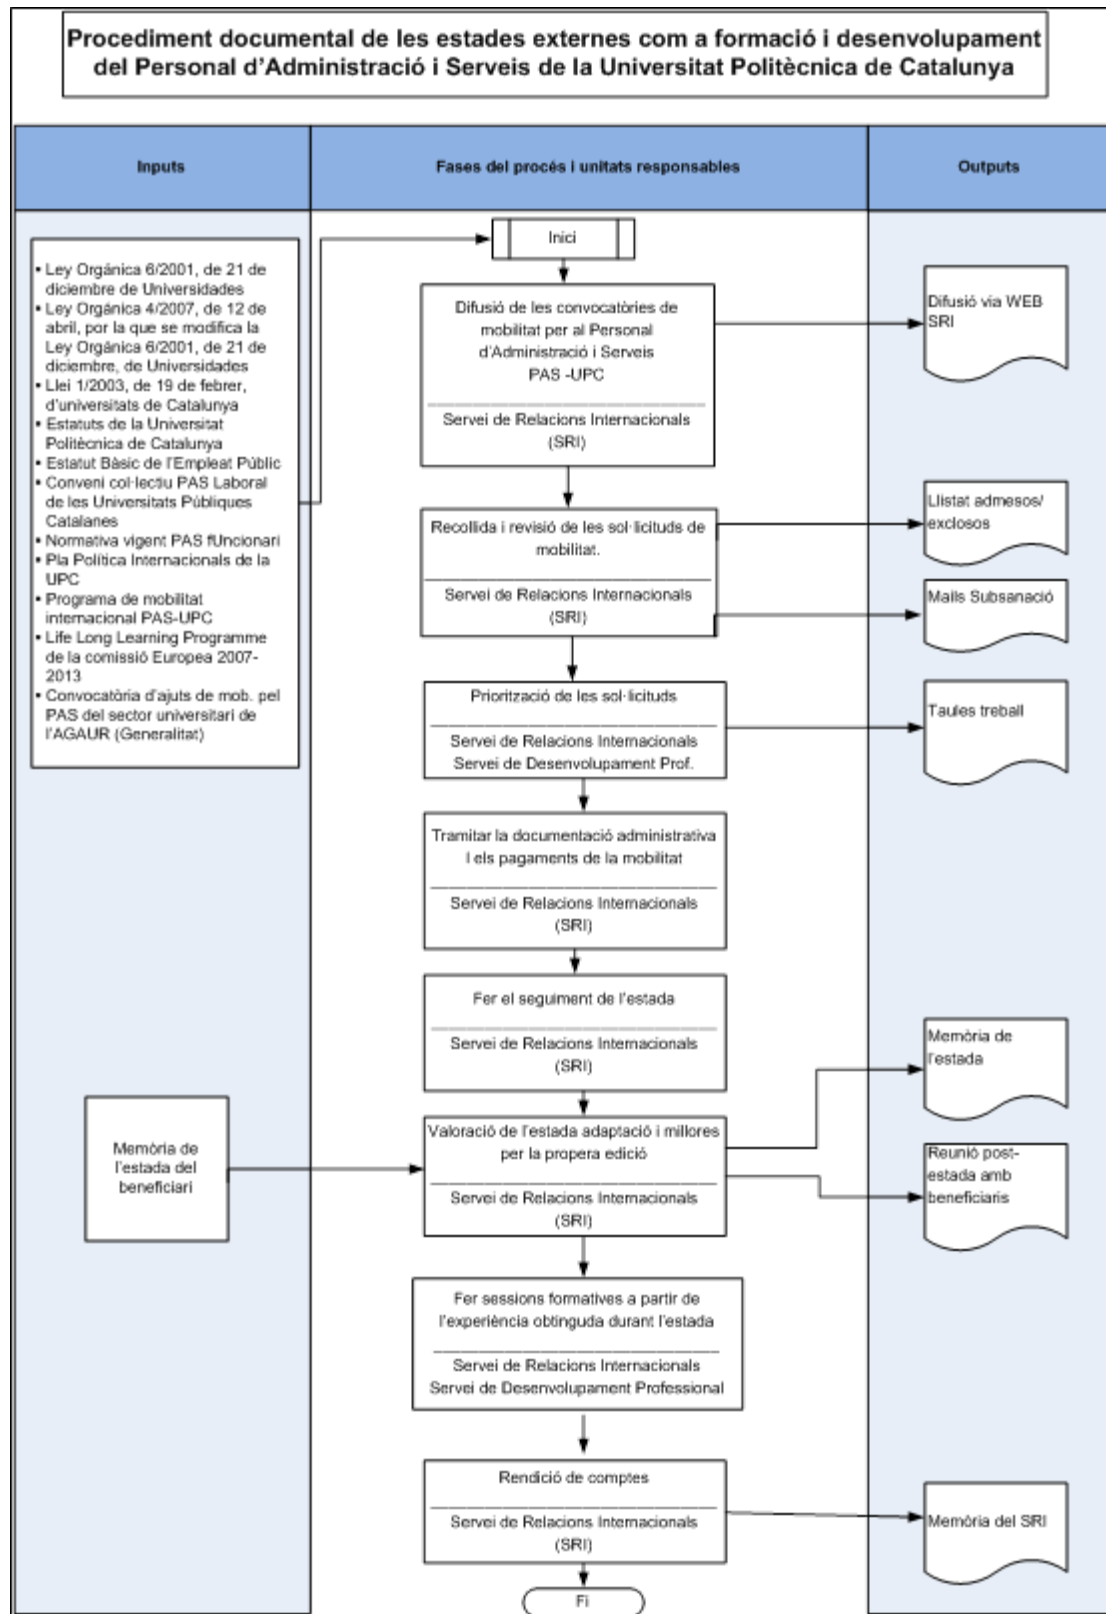 Procediment documental de les estades externes com a formació i desenvolupament
del Personal d'Administració i Serveis de la Universitat Politècnica de Catalunya
Inputs
Fases del procés i unitats responsables
Outputs
▪ Ley Orgánica 6/2001, de 21 de
diciembre de Universidades
▪ Ley Orgánica 4/2007, de 12 de
abril, por la que se modifica la
Ley Orgánica 6/2001, de 21 de
diciembre, de Universidades
▪ Llei 1/2003, de 19 de febrer,
d'universitats de Catalunya
▪ Estatuts de la Universitat
Politècnica de Catalunya
▪ Estatut Bàsic de l'Empleat Públic
▪ Conveni col·lectiu PAS Laboral
de les Universitats Públiques
Catalanes
▪ Normativa vigent PAS fUncionari
▪ Pla Política Internacionals de la
UPC
▪ Programa de mobilitat
internacional PAS-UPC
▪ Life Long Learning Programme
de la comissió Europea 2007-
2013
▪ Convocatòria d'ajuts de mob. pel
PAS del sector universitari de
l'AGAUR (Generalitat)
Inici
Difusió de les convocatòries de
mobilitat per al Personal
d'Administració i Serveis
PAS -UPC
Servei de Relacions Internacionals
(SRI)
Difusió via WEB
SRI
Recollida i revisió de les sol·licituds de
mobilitat.
Servei de Relacions Internacionals
(SRI)
Llistat admesos/
exclosos
Mails Subsanació
Priorització de les sol·licituds
Servei de Relacions Internacionals
Servei de Desenvolupament Prof.
Taules treball
Tramitar la documentació administrativa
I els pagaments de la mobilitat
Servei de Relacions Internacionals
(SRI)
Fer el seguiment de l'estada
Servei de Relacions Internacionals
(SRI)
Memòria de
l'estada del
beneficiari
Valoració de l'estada adaptació i millores
per la propera edició
Servei de Relacions Internacionals
(SRI)
Memòria de
l'estada
Reunió post-
estada amb
beneficiaris
Fer sessions formatives a partir de
l'experiència obtinguda durant l'estada
Servei de Relacions Internacionals
Servei de Desenvolupament Professional
Rendició de comptes
Servei de Relacions Internacionals
(SRI)
Memòria del SRI
Fi